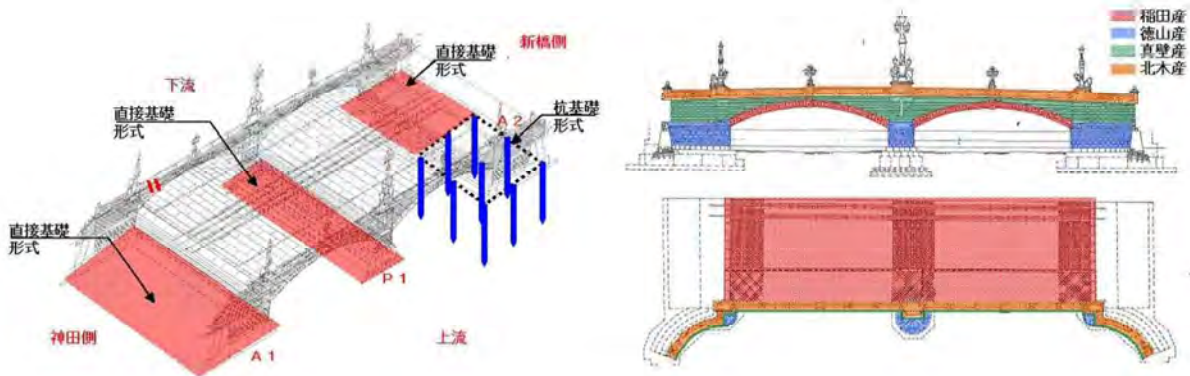 直接基礎
形式
新橋側
下流
杭基礎
形式
A 2
直接基礎
形式
直接基礎
形式
P 1
神田側
A 1
上流
稲田産
徳山産
真壁産
北木産